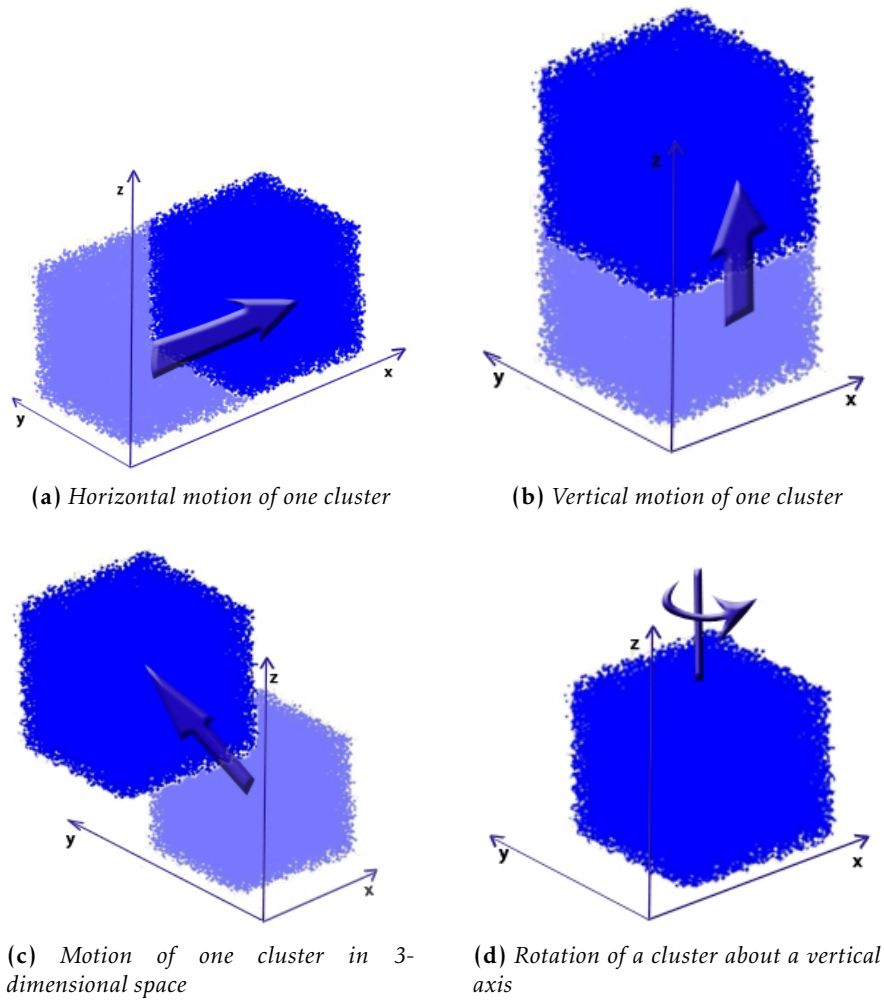 z
y
x
(a) Horizontal motion of one cluster
z
y
x
(b) Vertical motion of one cluster
z
y
x
(c) Motion of one cluster in 3-
dimensional space
z
y
x
(d) Rotation of a cluster about a vertical
axis